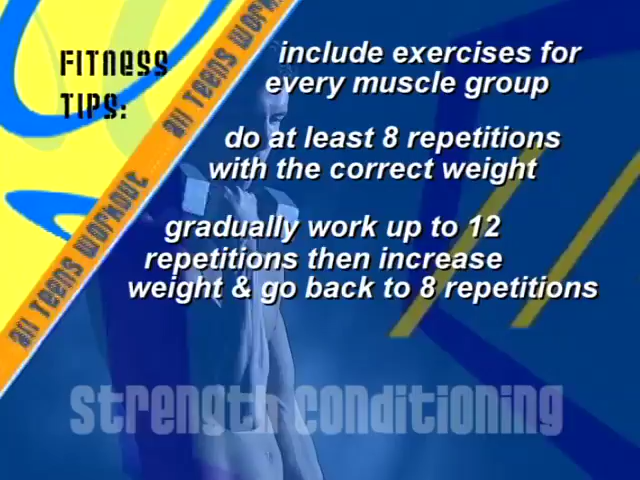 FITNESS
TIPS:
All Teens Workout
All Teens Workout
include exercises for
every muscle group
do at least 8 repetitions
with the correct weight
gradually work up to 12
repetitions then increase
weight & go back to 8 repetitions
strength conditioning